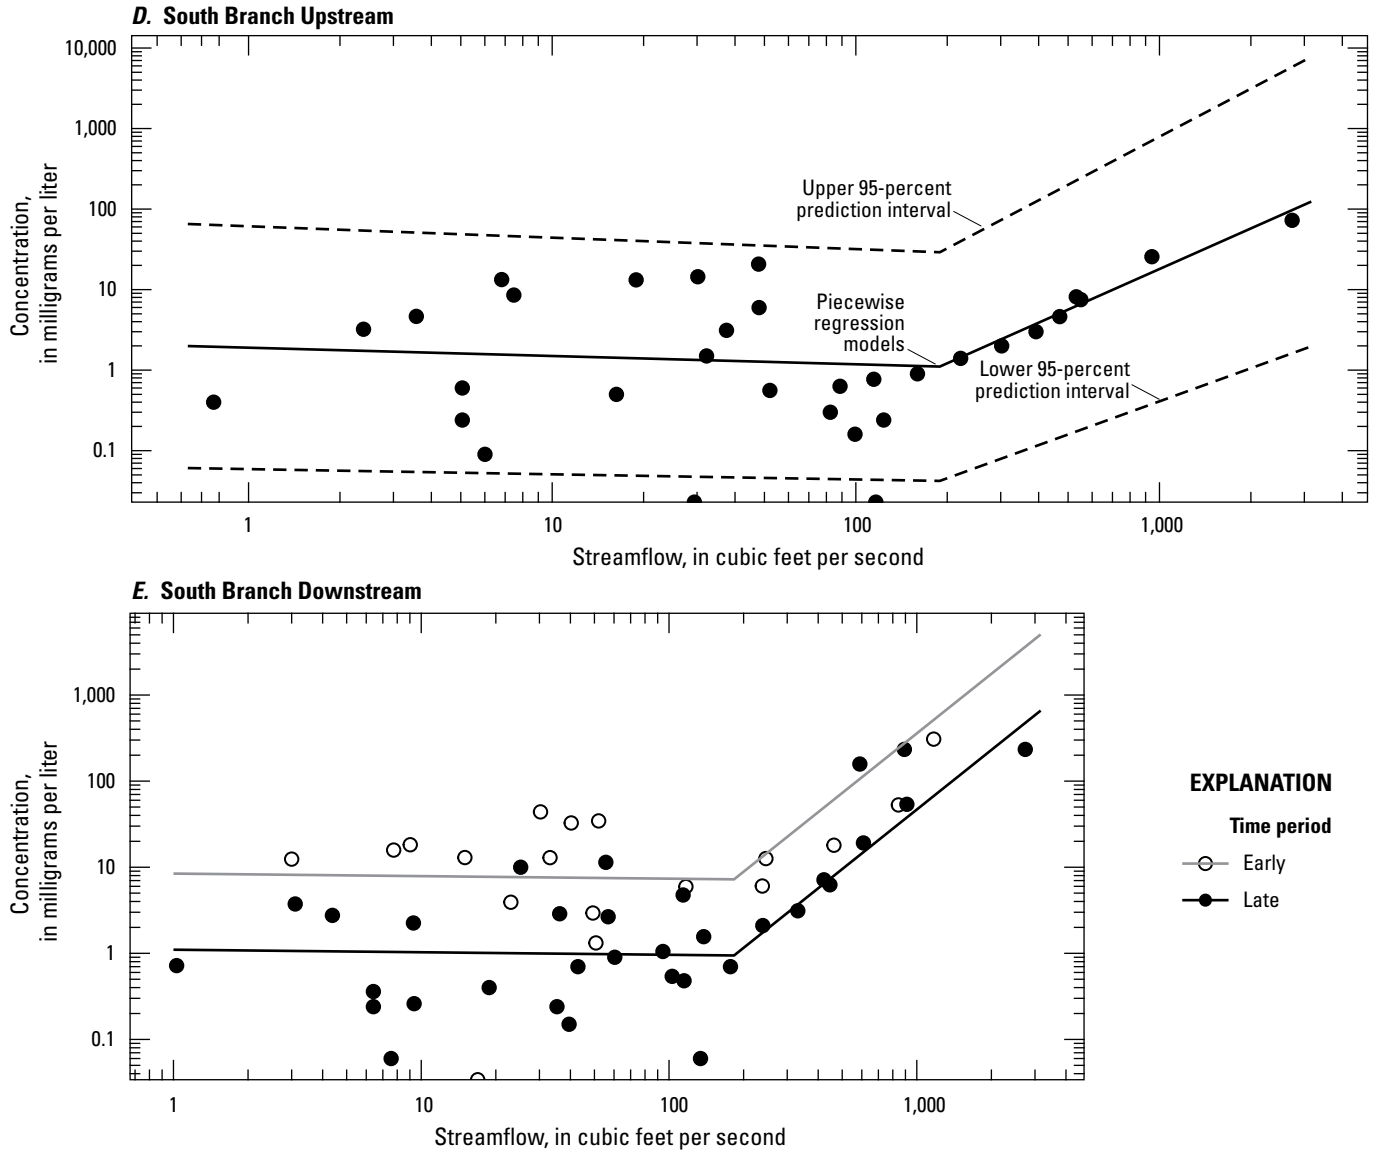 D. South Branch Upstream
10,000
1,000
100
10
1
0.1
Concentration,
in milligrams per liter
Upper 95-percent
prediction interval
Piecewise
regression
models
Lower 95-percent
prediction interval
1
10
100
1,000
Streamflow, in cubic feet per second
E. South Branch Downstream
1,000
100
10
1
0.1
Concentration,
in milligrams per liter
1
10
100
1,000
Streamflow, in cubic feet per second
EXPLANATION
Time period
Early
Late